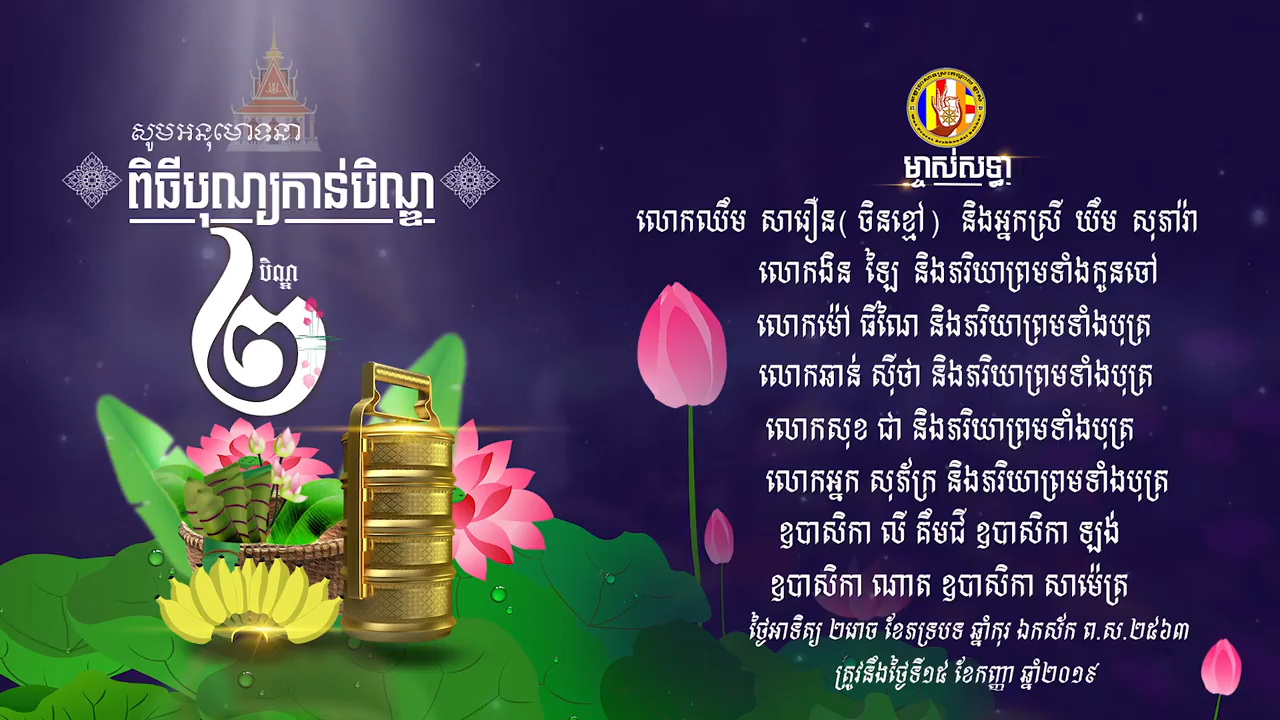 សូមអនុមោទនា
ពិធីបុណ្យកាន់បិណ្ឌ
បិណ្ឌ
២
ម្ចាស់សទ្ធា
លោកឈឹម សារឿន( ចិនខ្មៅ ) និងអ្នកស្រី ឃឹម សុភារ៉ា
លោកងិន ឡៃ និងភរិយាព្រមទាំងកូនចៅ
លោកម៉ៅ ធីណៃ និងភរិយាព្រមទាំងបុត្រ
លោកឆាន់ ស៊ីថា និងភរិយាព្រមទាំងបុត្រ
លោកសុខ ជា និងភរិយាព្រមទាំងបុត្រ
លោកអ្នក សុភ័ក្រ និងភរិយាព្រមទាំងបុត្រ
ឧបាសិកា លី គឹមជី ឧបាសិកា ឡង់
ឧបាសិកា ណាត ឧបាសិកា សាម៉េត្រ
ថ្ងៃអាទិត្យ ២រោច ខែភទ្របទ ឆ្នាំកុរ ឯកស័ក ព.ស.២៥៦៣
ត្រូវនឹងថ្ងៃទី១៥ ខែកញ្ញា ឆ្នាំ២០១៩